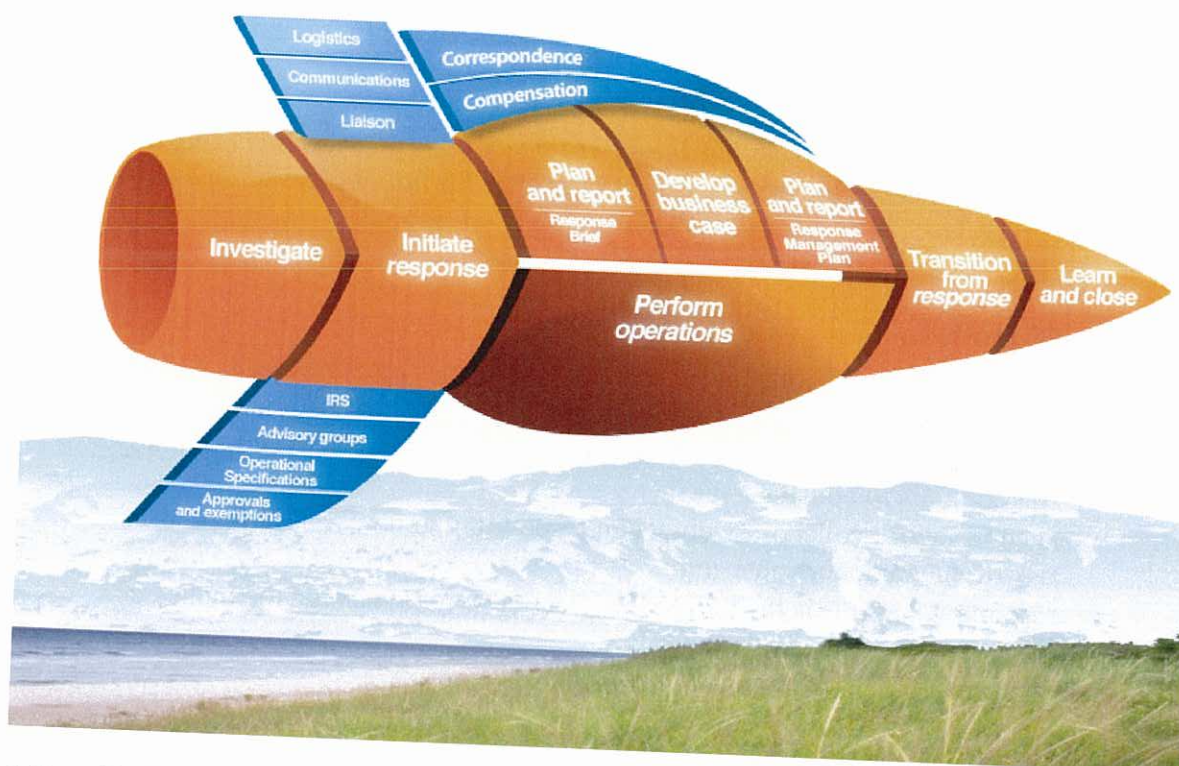 Logistics
Communications
Liaison
Correspondence
Compensation
Investigate
Initiate
response
Plan
and report
Response
Brief
Develop
business
case
Plan
and report
Response
Management
Plan
Perform
operations
Transition
from
response
Learn
and close
IRS
Advisory groups
Operational
Specifications
Approvals
and exemptions